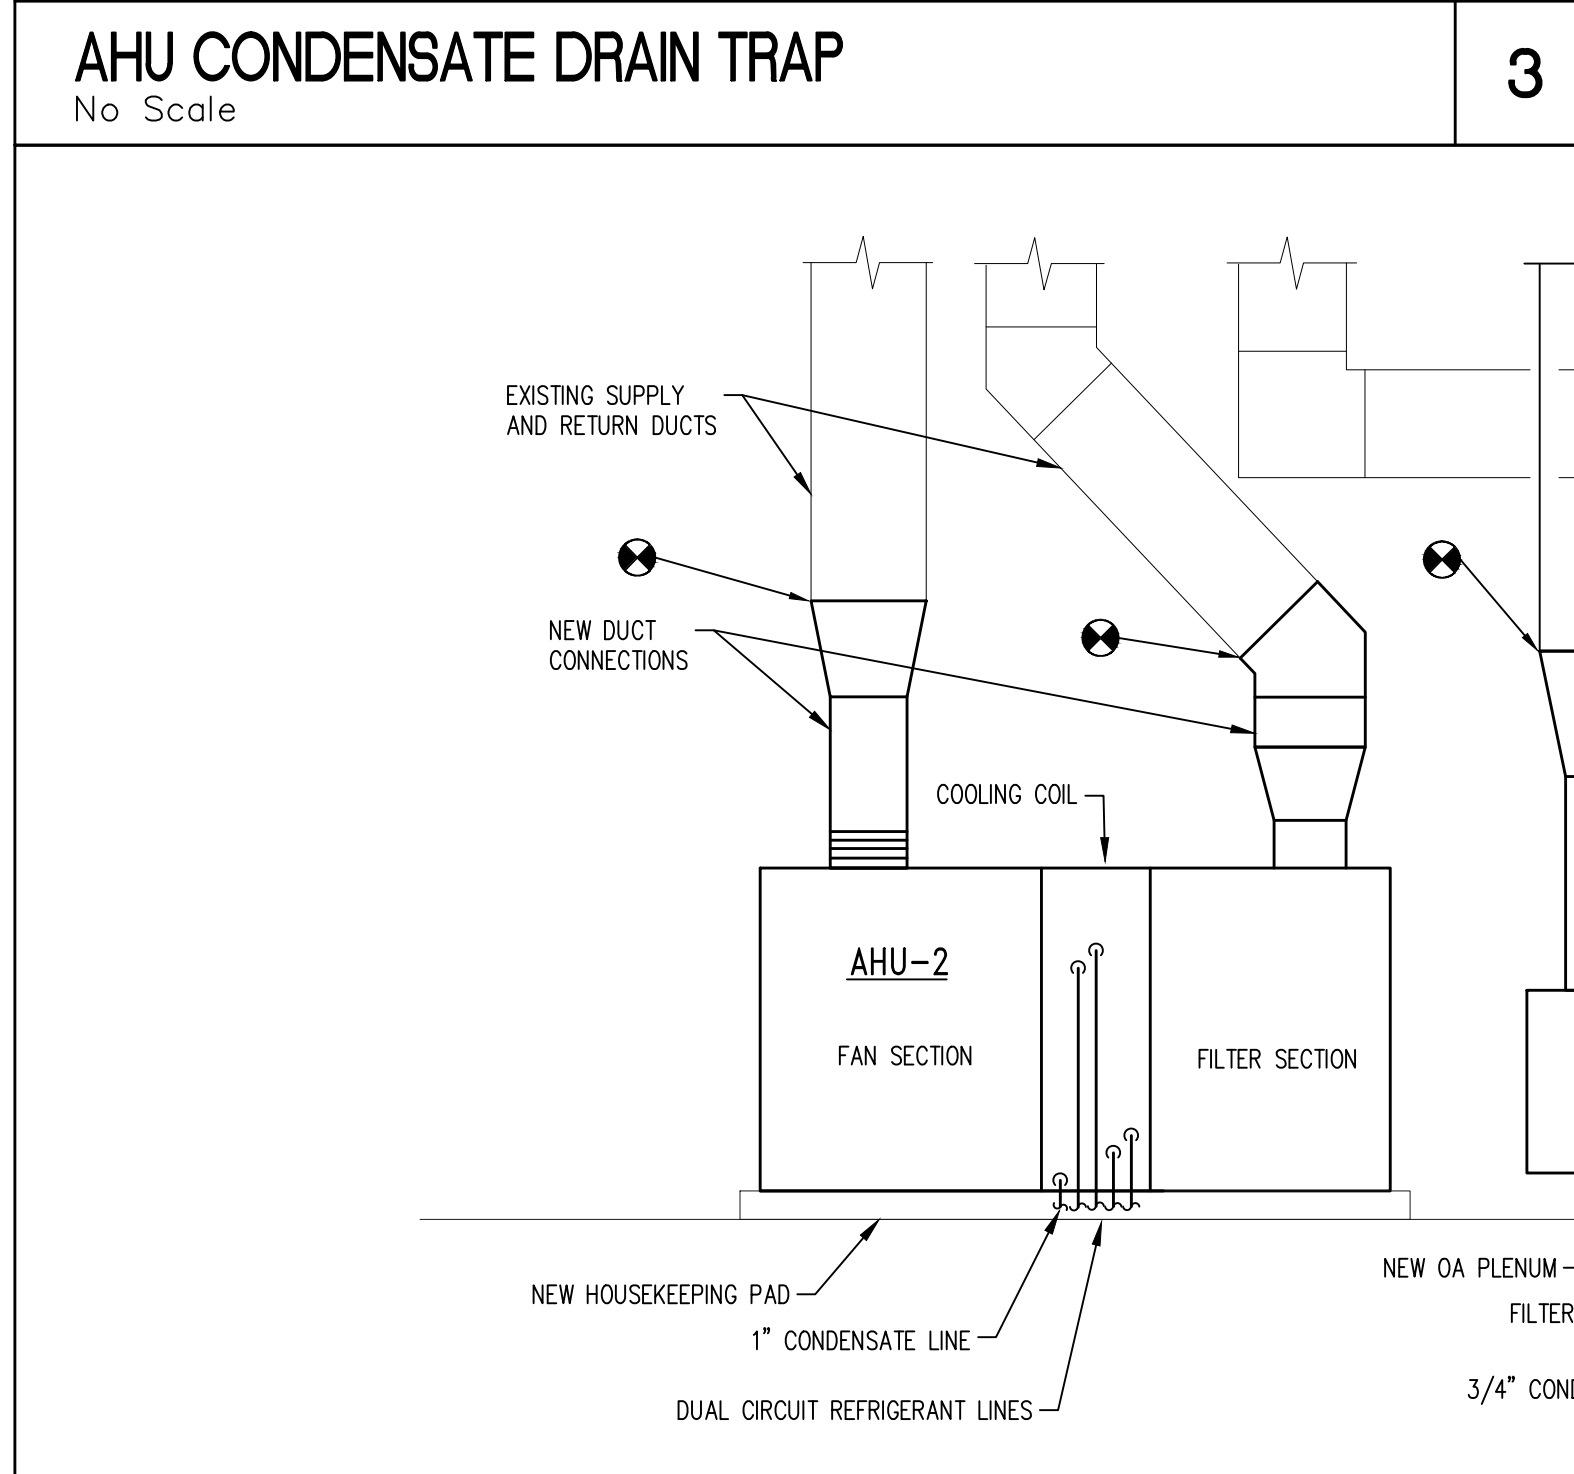 AHU CONDENSATE DRAIN TRAP
No Scale
3
EXISTING SUPPLY
AND RETURN DUCTS
NEW DUCT
CONNECTIONS
COOLING COIL
AHU-2
FAN SECTION
FILTER SECTION
NEW HOUSEKEEPING PAD
1" CONDENSATE LINE
DUAL CIRCUIT REFRIGERANT LINES
NEW OA PLENUM
FILTER
3/4"